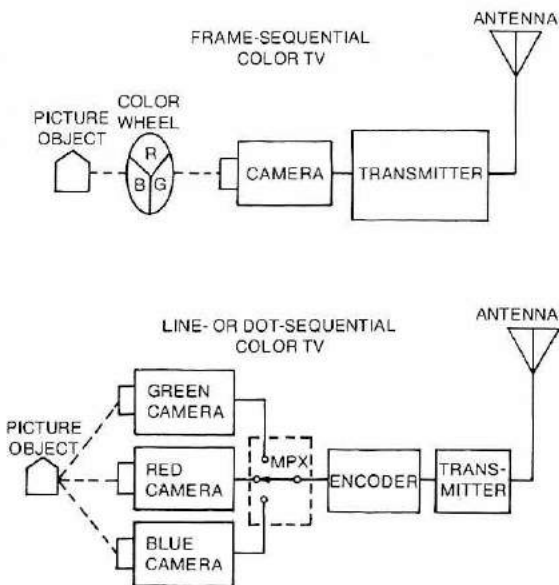 ANTENNA
FRAME-SEQUENTIAL
COLOR TV
PICTURE
OBJECT
COLOR
WHEEL
R
B G
CAMERA
TRANSMITTER
LINE- OR DOT-SEQUENTIAL
COLOR TV
ANTENNA
GREEN
CAMERA
PICTURE
OBJECT
RED
CAMERA
MPX
ENCODER
TRANS-
MITTER
BLUE
CAMERA